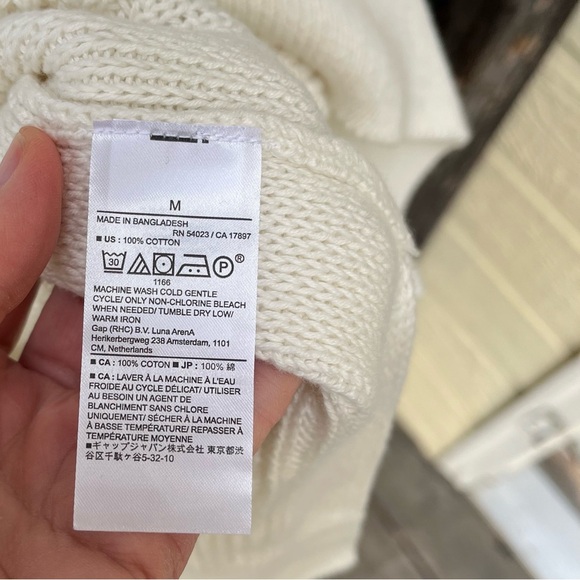 M
MADE IN BANGLADESH
RN 54023 / CA 17897
■ US : 100% COTTON
30 P ®
1166
MACHINE WASH COLD GENTLE
CYCLE/ ONLY NON-CHLORINE BLEACH
WHEN NEEDED/ TUMBLE DRY LOW/
WARM IRON
Gap (RHC) B.V. Luna ArenA
Herikerbergweg 238 Amsterdam, 1101
CM, Netherlands
■ CA : 100% COTON ■ JP : 100% 綿
■ CA : LAVER À LA MACHINE À L'EAU
FROIDE AU CYCLE DÉLICAT/ UTILISER
AU BESOIN UN AGENT DE
BLANCHIMENT SANS CHLORE
UNIQUEMENT/ SÉCHER À LA MACHINE
À BASSE TEMPÉRATURE/ REPASSER À
TEMPÉRATURE MOYENNE
■ギャップジャパン株式会社 東京都渋
谷区千駄ヶ谷5-32-10